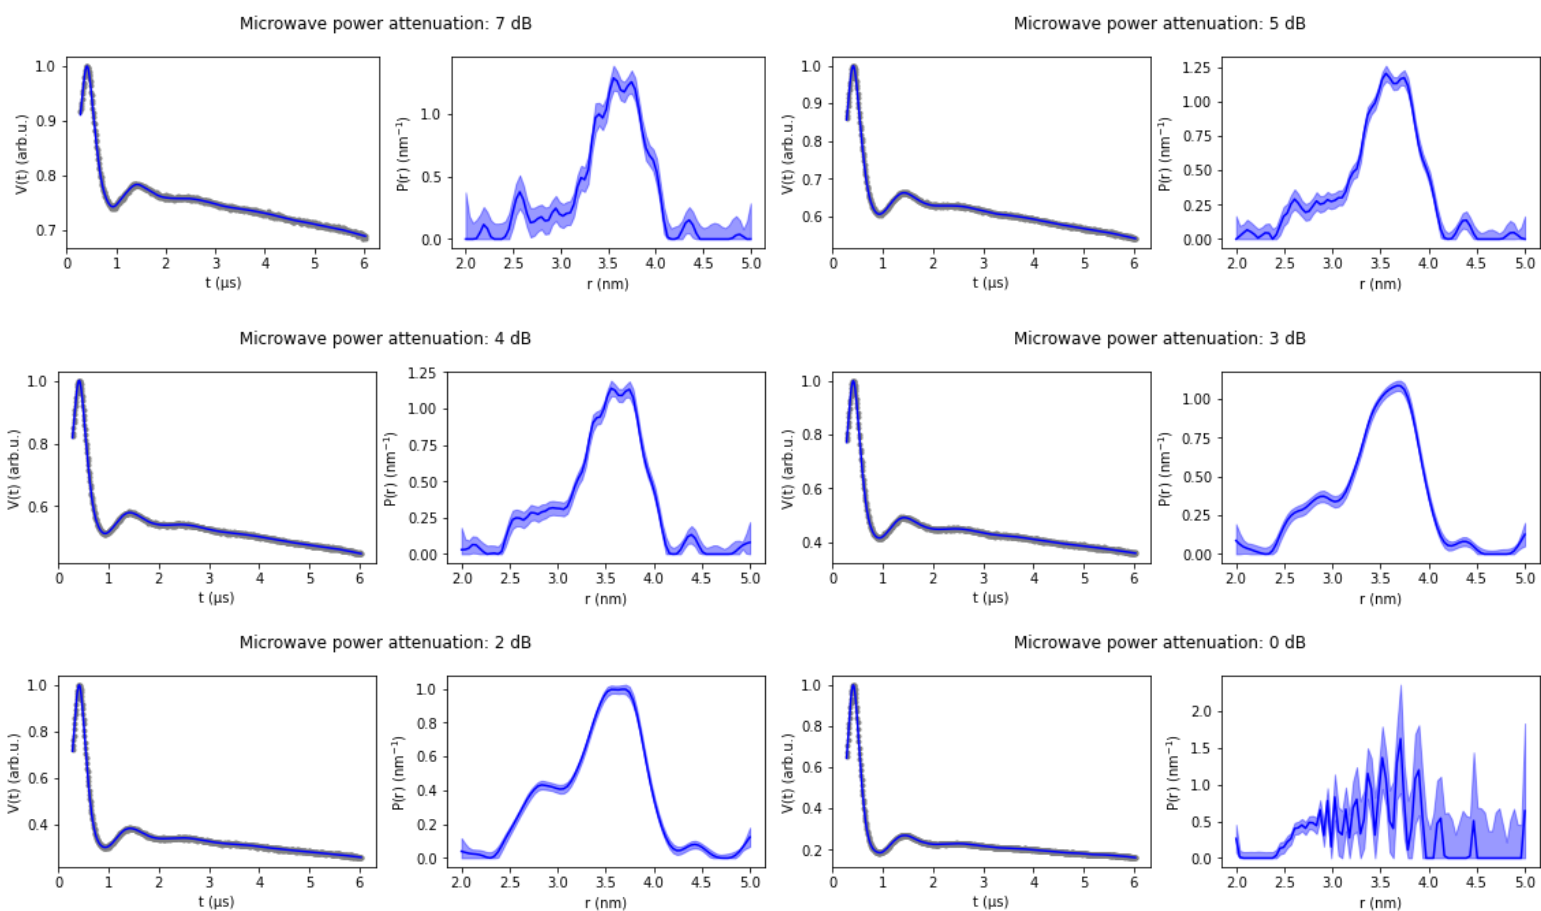 Microwave power attenuation: 7 dB
1.0
0.9
0.8
0.7
V(t) (arb.u.)
0 1 2 3 4 5 6
t (μs)
1.0
0.5
0.0
P(r) (nm⁻¹)
2.0 2.5 3.0 3.5 4.0 4.5 5.0
r (nm)
Microwave power attenuation: 5 dB
1.0
0.9
0.8
0.7
0.6
V(t) (arb.u.)
0 1 2 3 4 5 6
t (μs)
1.25
1.00
0.75
0.50
0.25
0.00
P(r) (nm⁻¹)
2.0 2.5 3.0 3.5 4.0 4.5 5.0
r (nm)
Microwave power attenuation: 4 dB
1.0
0.8
0.6
V(t) (arb.u.)
0 1 2 3 4 5 6
t (μs)
1.25
1.00
0.75
0.50
0.25
0.00
P(r) (nm⁻¹)
2.0 2.5 3.0 3.5 4.0 4.5 5.0
r (nm)
Microwave power attenuation: 3 dB
1.0
0.8
0.6
0.4
V(t) (arb.u.)
0 1 2 3 4 5 6
t (μs)
1.00
0.75
0.50
0.25
0.00
P(r) (nm⁻¹)
2.0 2.5 3.0 3.5 4.0 4.5 5.0
r (nm)
Microwave power attenuation: 2 dB
1.0
0.8
0.6
0.4
V(t) (arb.u.)
0 1 2 3 4 5 6
t (μs)
1.0
0.8
0.6
0.4
0.2
0.0
P(r) (nm⁻¹)
2.0 2.5 3.0 3.5 4.0 4.5 5.0
r (nm)
Microwave power attenuation: 0 dB
1.0
0.8
0.6
0.4
0.2
V(t) (arb.u.)
0 1 2 3 4 5 6
t (μs)
2.0
1.5
1.0
0.5
0.0
P(r) (nm⁻¹)
2.0 2.5 3.0 3.5 4.0 4.5 5.0
r (nm)